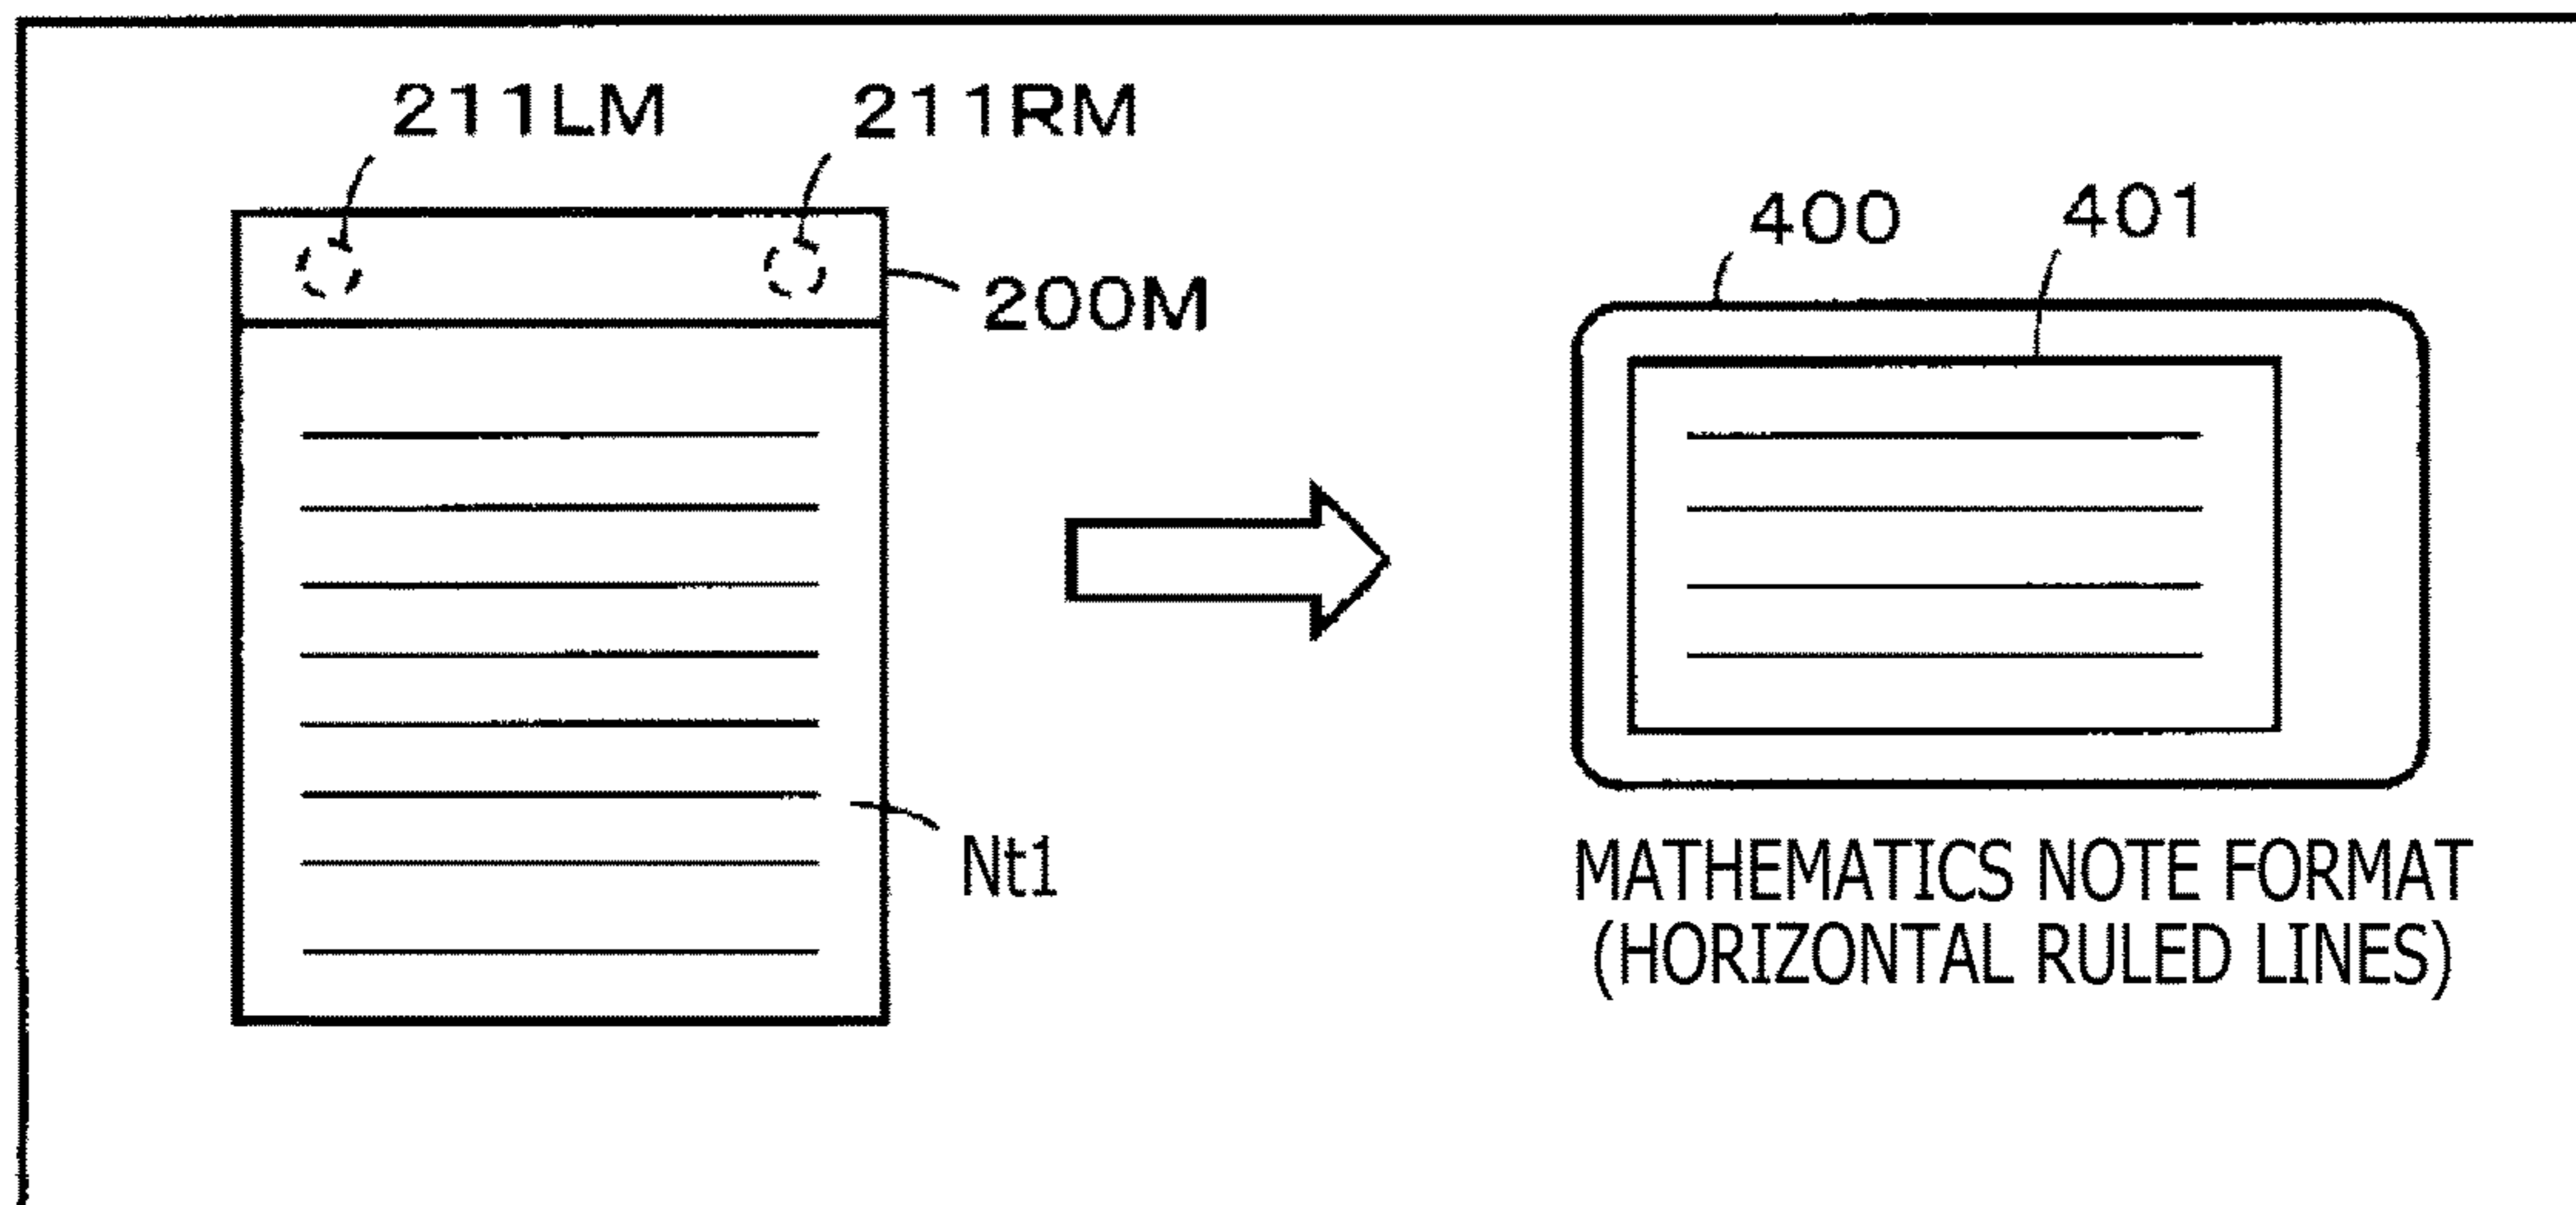 211LM
211RM
200M
400
401
Nt1
MATHEMATICS NOTE FORMAT
(HORIZONTAL RULED LINES)